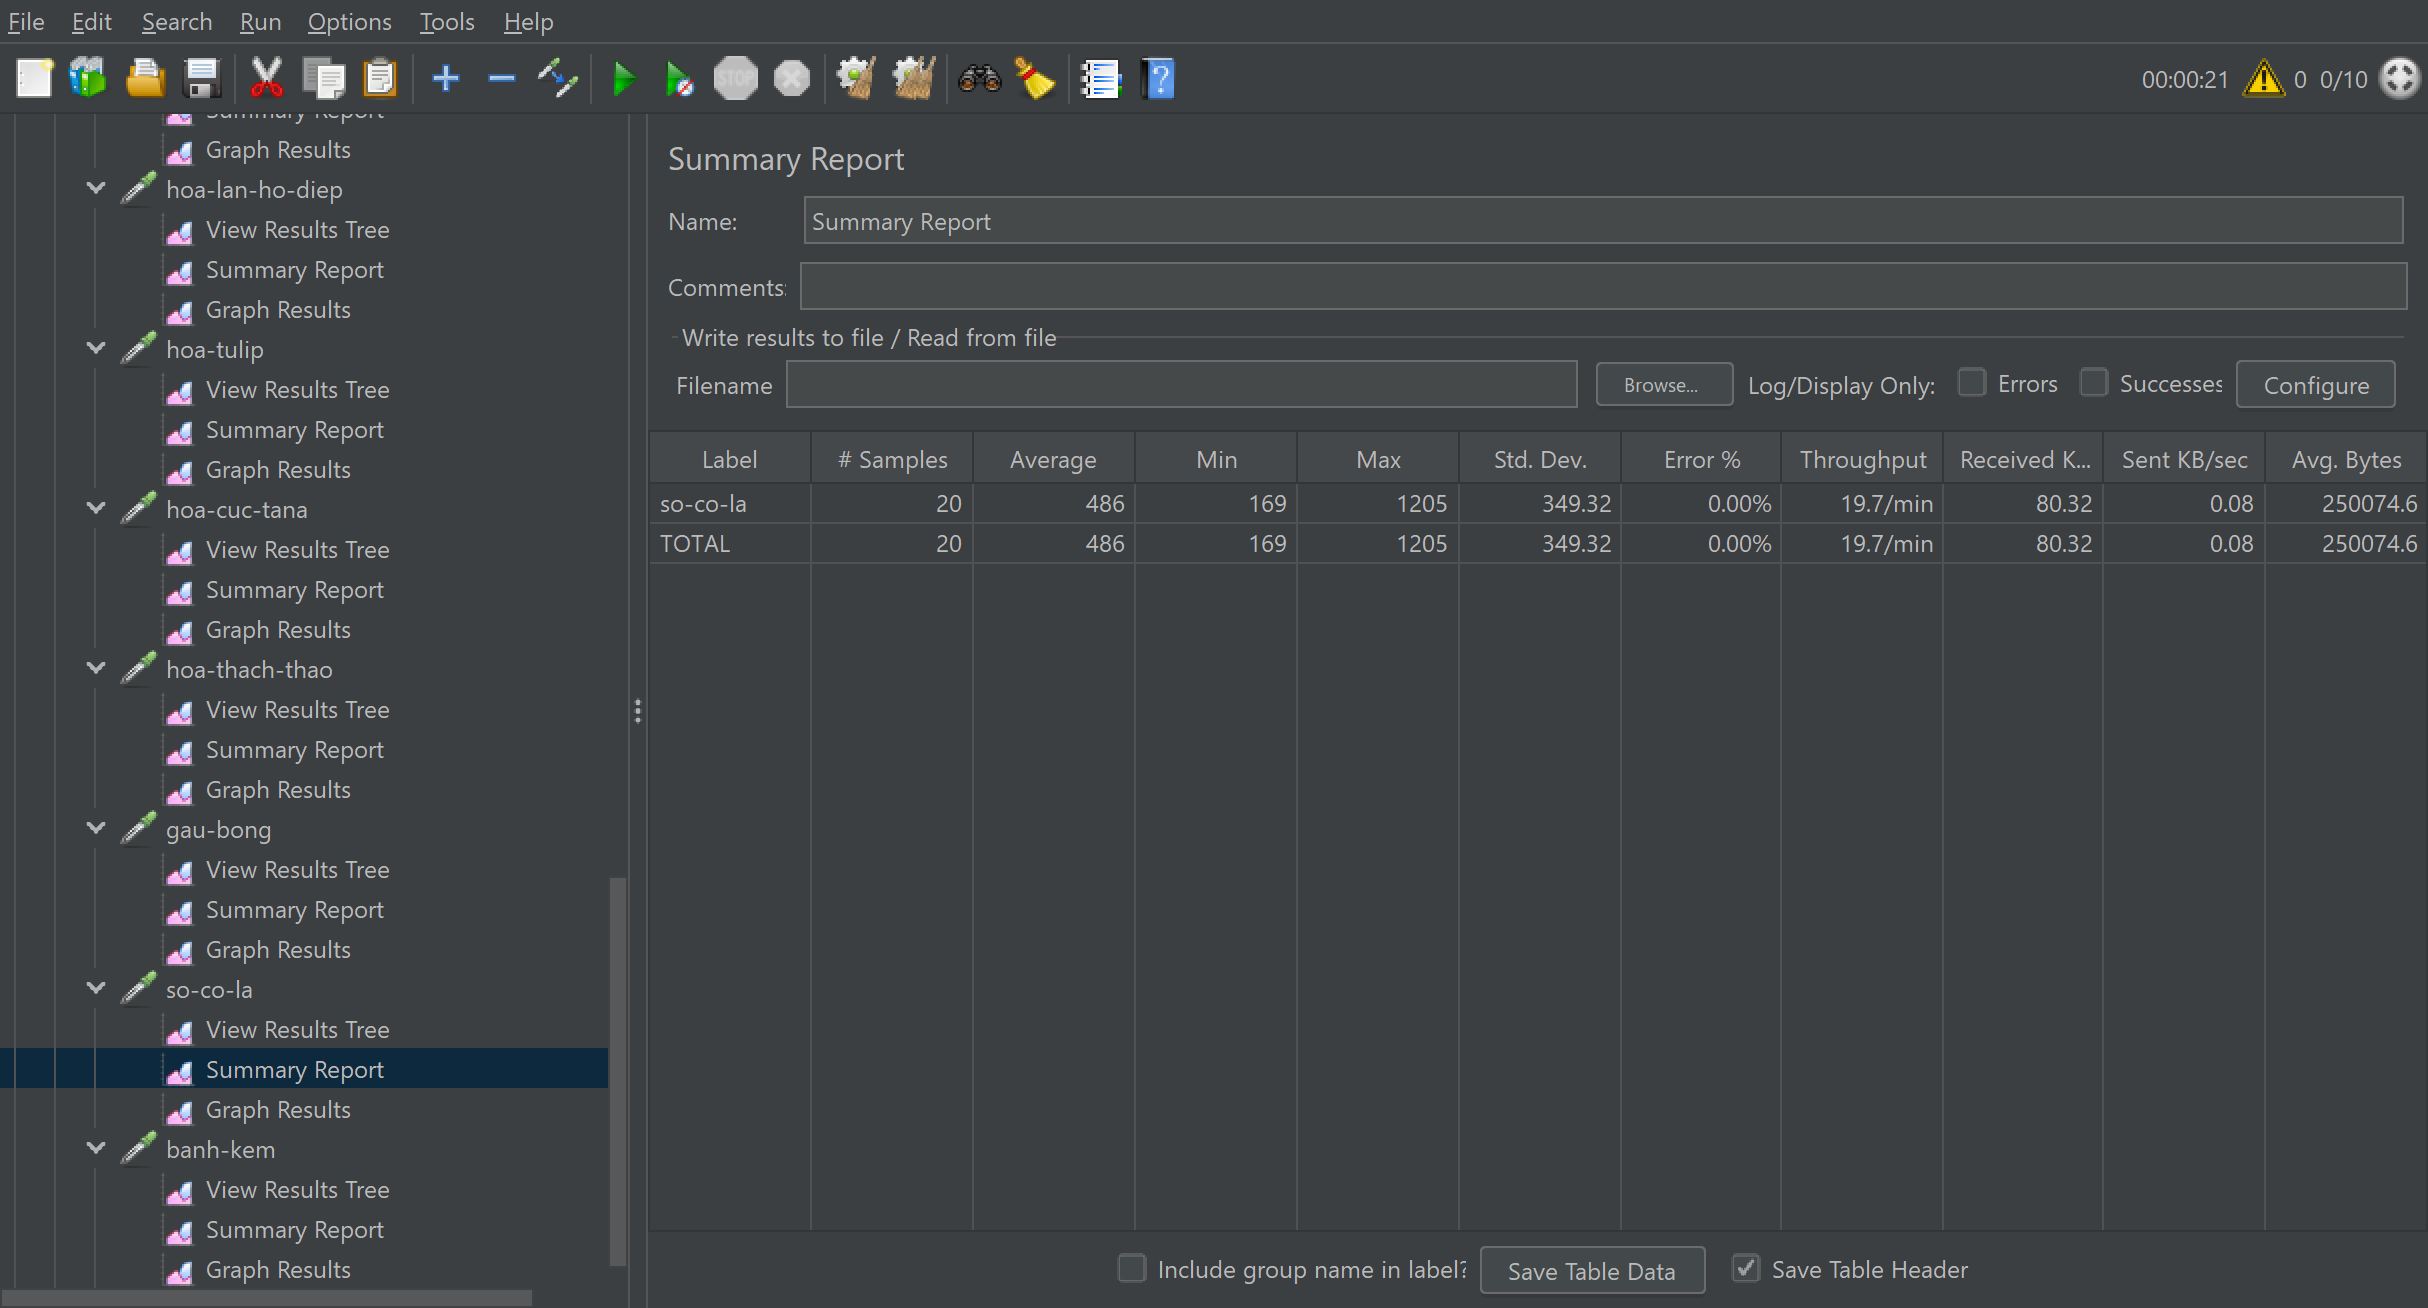 File Edit Search Run Options Tools Help
STOP
00:00:21 0 0/10
Summary Report
Graph Results
hoa-lan-ho-diep
View Results Tree
Summary Report
Graph Results
hoa-tulip
View Results Tree
Summary Report
Graph Results
hoa-cuc-tana
View Results Tree
Summary Report
Graph Results
hoa-thach-thao
View Results Tree
Summary Report
Graph Results
gau-bong
View Results Tree
Summary Report
Graph Results
so-co-la
View Results Tree
Summary Report
Graph Results
banh-kem
View Results Tree
Summary Report
Graph Results
Summary Report
Name: Summary Report
Comments:
Write results to file / Read from file
Filename Browse... Log/Display Only: Errors Successes Configure
Label # Samples Average Min Max Std. Dev. Error % Throughput Received K... Sent KB/sec Avg. Bytes
so-co-la 20 486 169 1205 349.32 0.00% 19.7/min 80.32 0.08 250074.6
TOTAL 20 486 169 1205 349.32 0.00% 19.7/min 80.32 0.08 250074.6
Include group name in label? Save Table Data Save Table Header